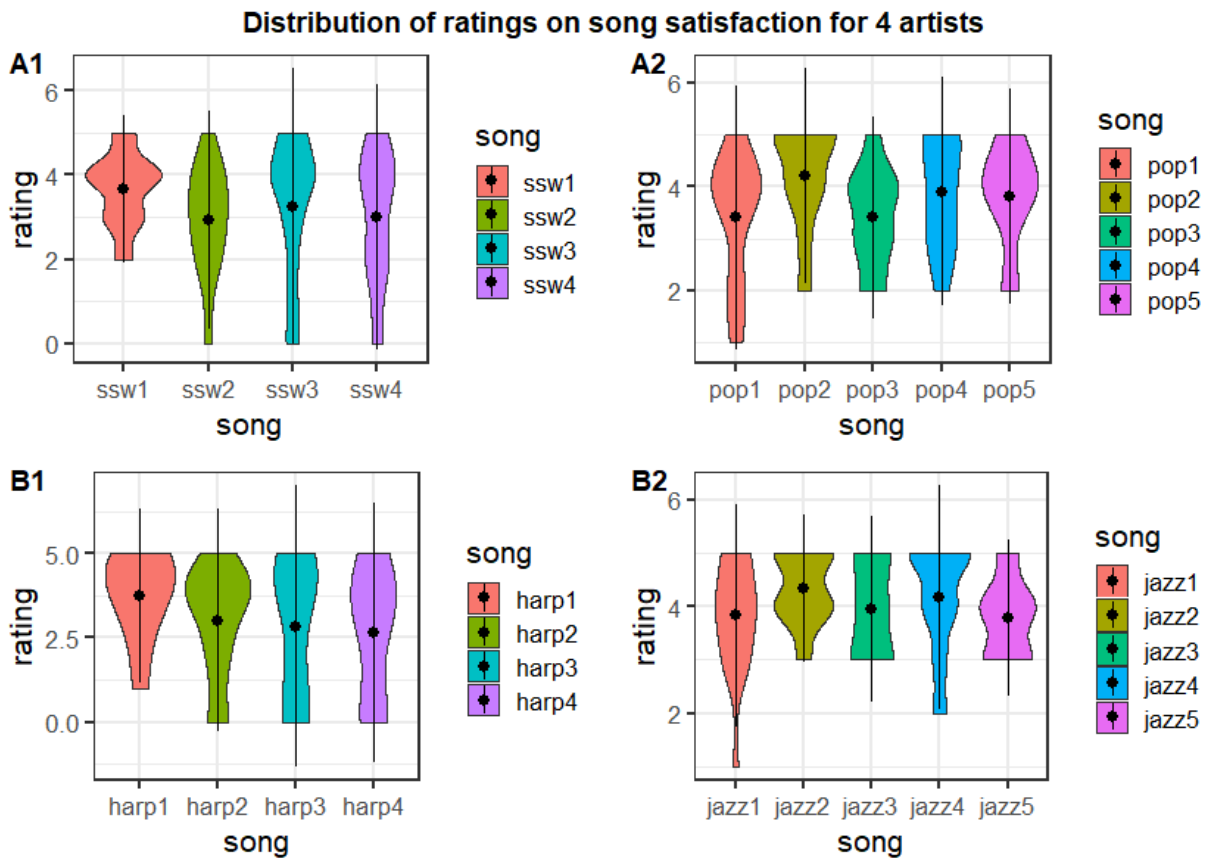 Distribution of ratings on song satisfaction for 4 artists
A1
rating
6
4
2
0
ssw1 ssw2 ssw3 ssw4
song
song
ssw1
ssw2
ssw3
ssw4
A2
rating
6
4
2
pop1 pop2 pop3 pop4 pop5
song
song
pop1
pop2
pop3
pop4
pop5
B1
rating
5.0
2.5
0.0
harp1 harp2 harp3 harp4
song
song
harp1
harp2
harp3
harp4
B2
rating
6
4
2
jazz1 jazz2 jazz3 jazz4 jazz5
song
song
jazz1
jazz2
jazz3
jazz4
jazz5